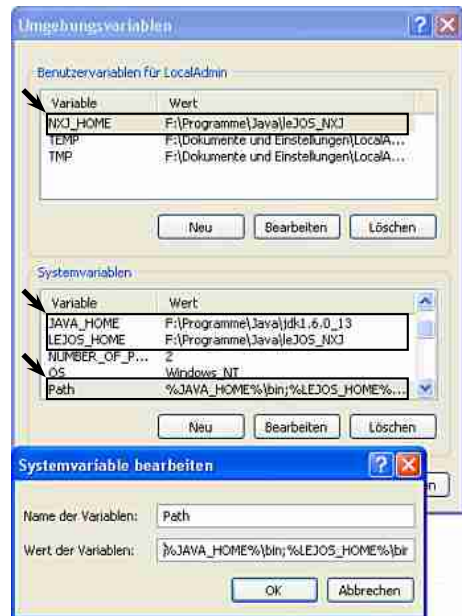 Umgebungsvariablen
Benutzervariablen für LocalAdmin
Variable Wert
NXJ_HOME F:\Programme\Java\leJOS_NXJ
TEMP F:\Dokumente und Einstellungen\LocalA...
TMP F:\Dokumente und Einstellungen\LocalA...
Neu Bearbeiten Löschen
Systemvariablen
Variable Wert
JAVA_HOME F:\Programme\Java\jdk1.6.0_13
LEJOS_HOME F:\Programme\Java\leJOS_NXJ
NUMBER_OF_P... 2
OS Windows_NT
Path %JAVA_HOME%\bin;%LEJOS_HOME%...
Neu Bearbeiten Löschen
Systemvariable bearbeiten
Name der Variablen: Path
Wert der Variablen: %JAVA_HOME%\bin;%LEJOS_HOME%\bin
OK Abbrechen